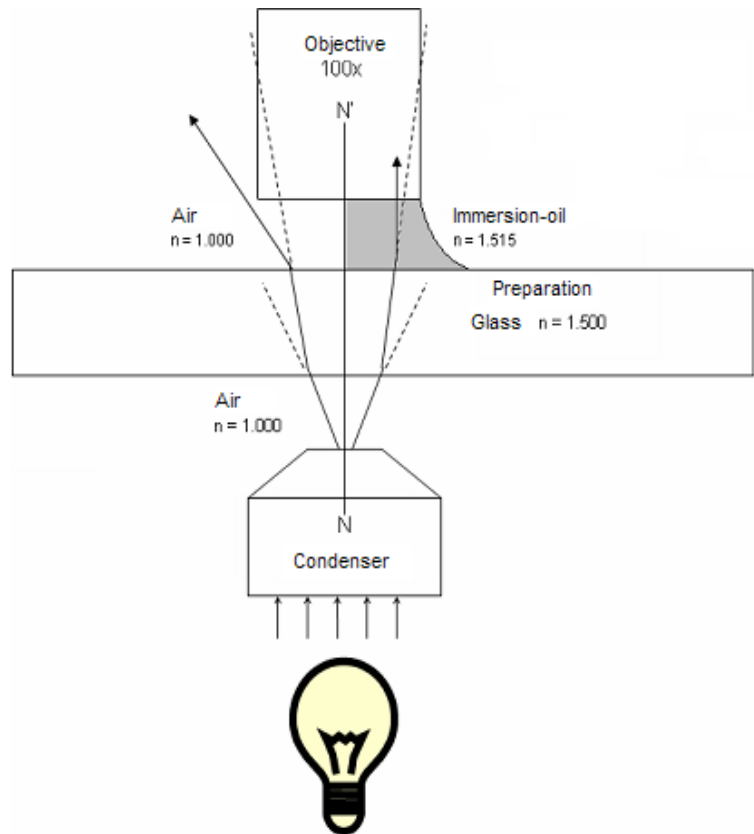 Objective
100x
N'
Air
n = 1.000
Immersion-oil
n = 1.515
Preparation
Glass n = 1.500
Air
n = 1.000
N
Condenser